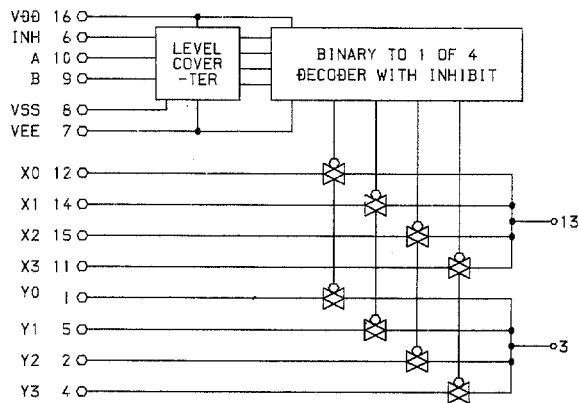 VDD 16
INH 6
A 10
B 9
VSS 8
VEE 7
LEVEL
COVER
-TER
BINARY TO 1 OF 4
DECODER WITH INHIBIT
X0 12
X1 14
X2 15
X3 11
13
Y0 1
Y1 5
Y2 2
Y3 4
3